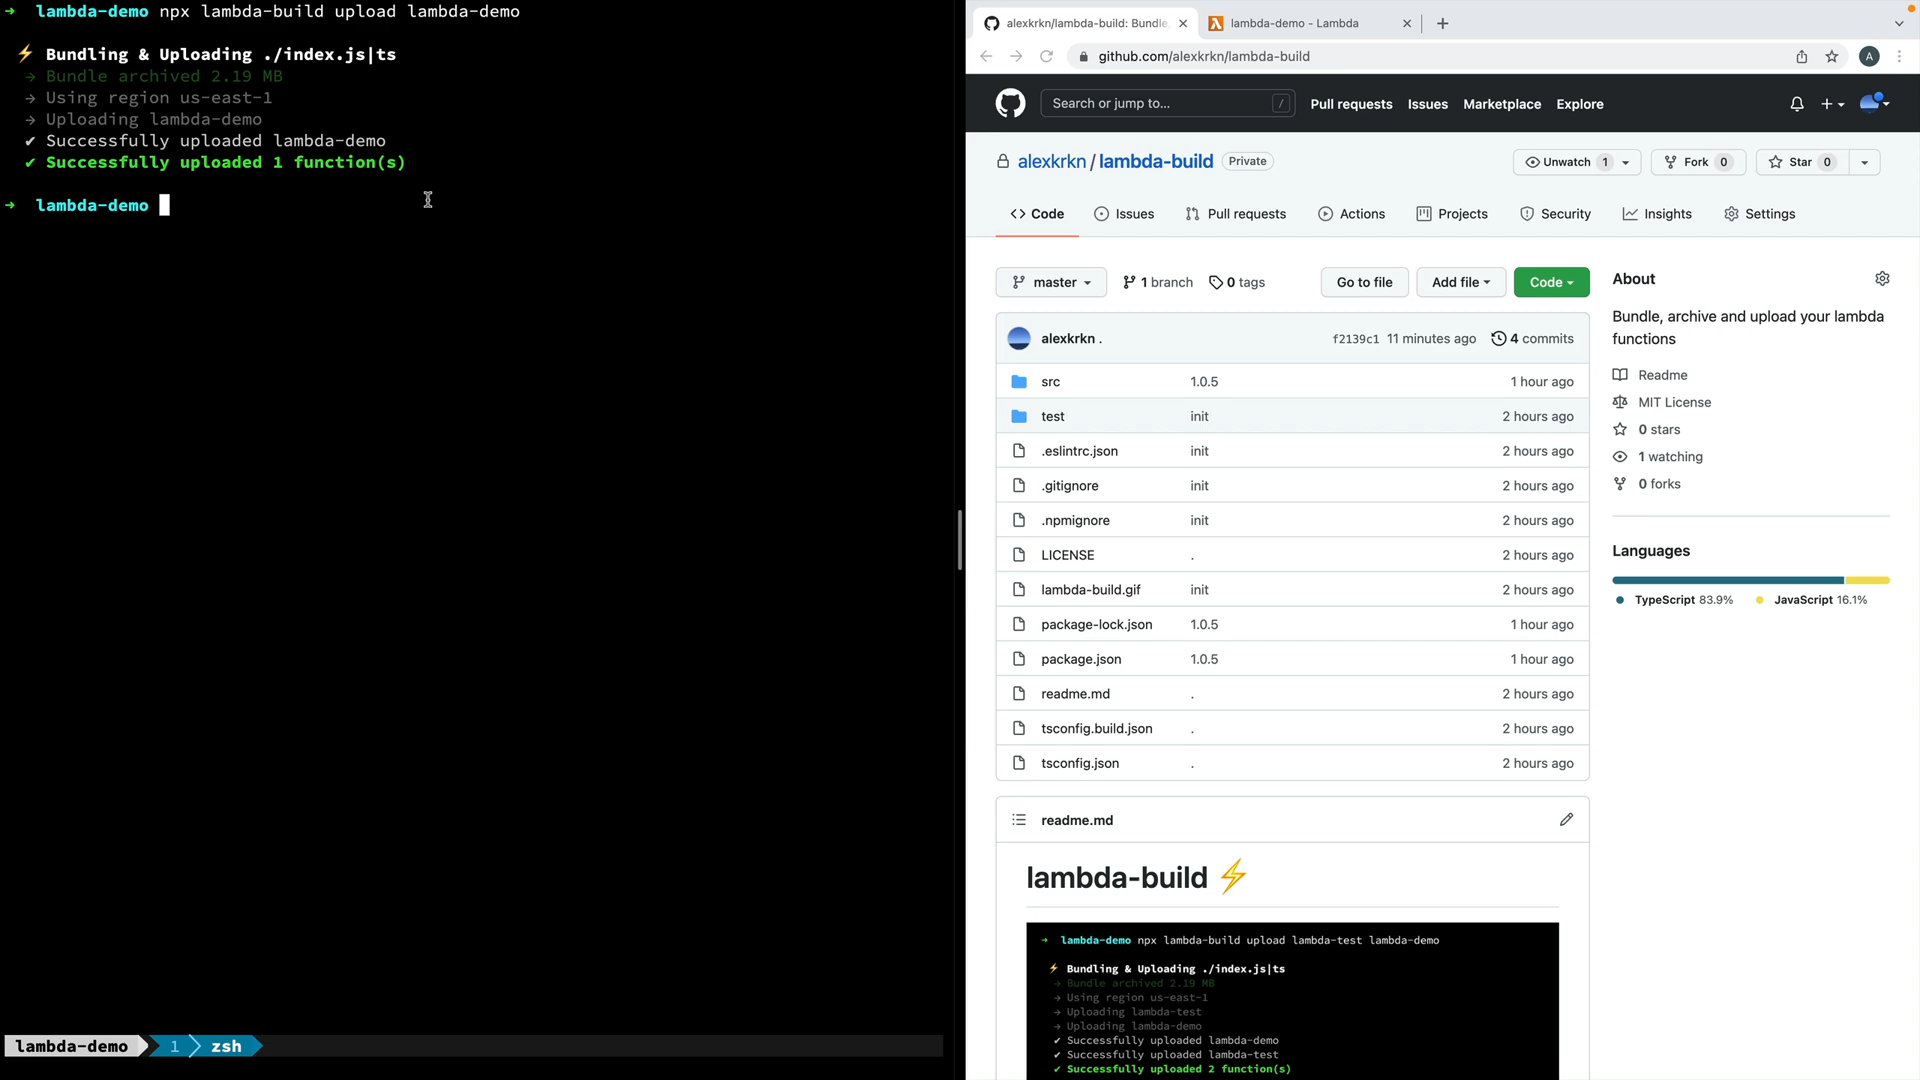 → lambda-demo npx lambda-build upload lambda-demo
⚡ Bundling & Uploading ./index.js|ts
→ Bundle archived 2.19 MB
→ Using region us-east-1
→ Uploading lambda-demo
✔ Successfully uploaded lambda-demo
✔ Successfully uploaded 1 function(s)
→ lambda-demo
lambda-demo 1 zsh
alexkrkn/lambda-build: Bundle,
lambda-demo - Lambda
github.com/alexkrkn/lambda-build
A
Search or jump to... /
Pull requests Issues Marketplace Explore
alexkrkn / lambda-build Private
Unwatch 1 Fork 0 Star 0
<> Code Issues Pull requests Actions Projects Security Insights Settings
master 1 branch 0 tags Go to file Add file Code
alexkrkn . f2139c1 11 minutes ago 4 commits
src 1.0.5 1 hour ago
test init 2 hours ago
.eslintrc.json init 2 hours ago
.gitignore init 2 hours ago
.npmignore init 2 hours ago
LICENSE . 2 hours ago
lambda-build.gif init 2 hours ago
package-lock.json 1.0.5 1 hour ago
package.json 1.0.5 1 hour ago
readme.md . 2 hours ago
tsconfig.build.json . 2 hours ago
tsconfig.json . 2 hours ago
readme.md
lambda-build ⚡
→ lambda-demo npx lambda-build upload lambda-test lambda-demo
⚡ Bundling & Uploading ./index.js|ts
→ Bundle archived 2.19 MB
→ Using region us-east-1
→ Uploading lambda-test
→ Uploading lambda-demo
✔ Successfully uploaded lambda-demo
✔ Successfully uploaded lambda-test
✔ Successfully uploaded 2 function(s)
About
Bundle, archive and upload your lambda
functions
Readme
MIT License
0 stars
1 watching
0 forks
Languages
TypeScript 83.9% JavaScript 16.1%